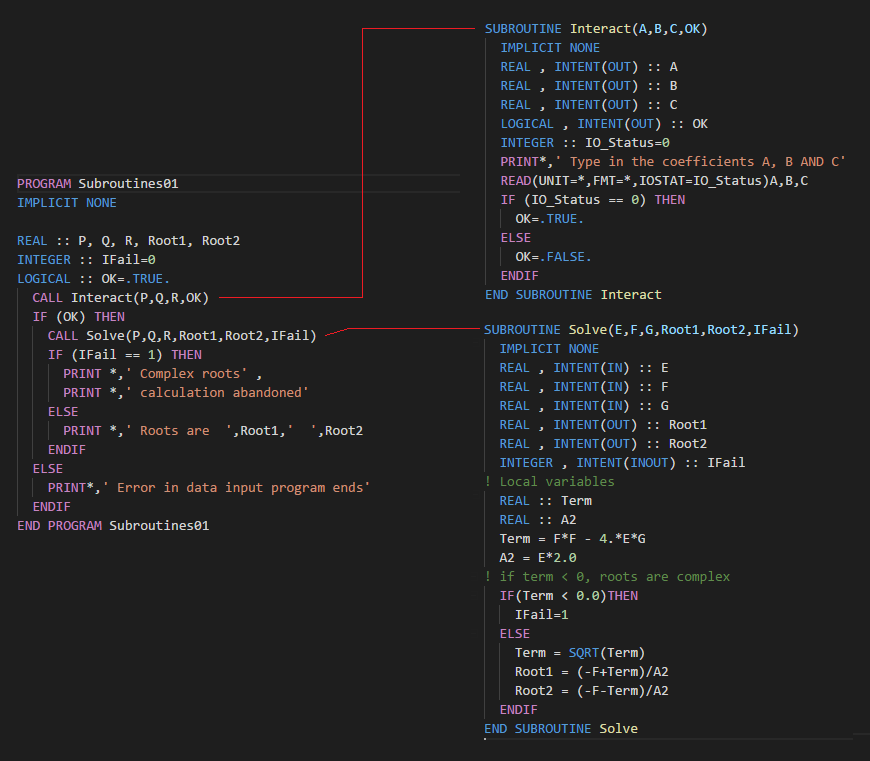 PROGRAM Subroutines01
IMPLICIT NONE

REAL :: P, Q, R, Root1, Root2
INTEGER :: IFail=0
LOGICAL :: OK=.TRUE.
  CALL Interact(P,Q,R,OK)
  IF (OK) THEN
    CALL Solve(P,Q,R,Root1,Root2,IFail)
    IF (IFail == 1) THEN
      PRINT *,' Complex roots' ,
      PRINT *,' calculation abandoned'
    ELSE
      PRINT *,' Roots are  ',Root1,'  ',Root2
    ENDIF
  ELSE
    PRINT*,' Error in data input program ends'
  ENDIF
END PROGRAM Subroutines01

SUBROUTINE Interact(A,B,C,OK)
  IMPLICIT NONE
  REAL , INTENT(OUT) :: A
  REAL , INTENT(OUT) :: B
  REAL , INTENT(OUT) :: C
  LOGICAL , INTENT(OUT) :: OK
  INTEGER :: IO_Status=0
  PRINT*,' Type in the coefficients A, B AND C'
  READ(UNIT=*,FMT=*,IOSTAT=IO_Status)A,B,C
  IF (IO_Status == 0) THEN
    OK=.TRUE.
  ELSE
    OK=.FALSE.
  ENDIF
END SUBROUTINE Interact

SUBROUTINE Solve(E,F,G,Root1,Root2,IFail)
  IMPLICIT NONE
  REAL , INTENT(IN) :: E
  REAL , INTENT(IN) :: F
  REAL , INTENT(IN) :: G
  REAL , INTENT(OUT) :: Root1
  REAL , INTENT(OUT) :: Root2
  INTEGER , INTENT(INOUT) :: IFail
! Local variables
  REAL :: Term
  REAL :: A2
  Term = F*F - 4.*E*G
  A2 = E*2.0
! if term < 0, roots are complex
  IF(Term < 0.0)THEN
    IFail=1
  ELSE
    Term = SQRT(Term)
    Root1 = (-F+Term)/A2
    Root2 = (-F-Term)/A2
  ENDIF
END SUBROUTINE Solve